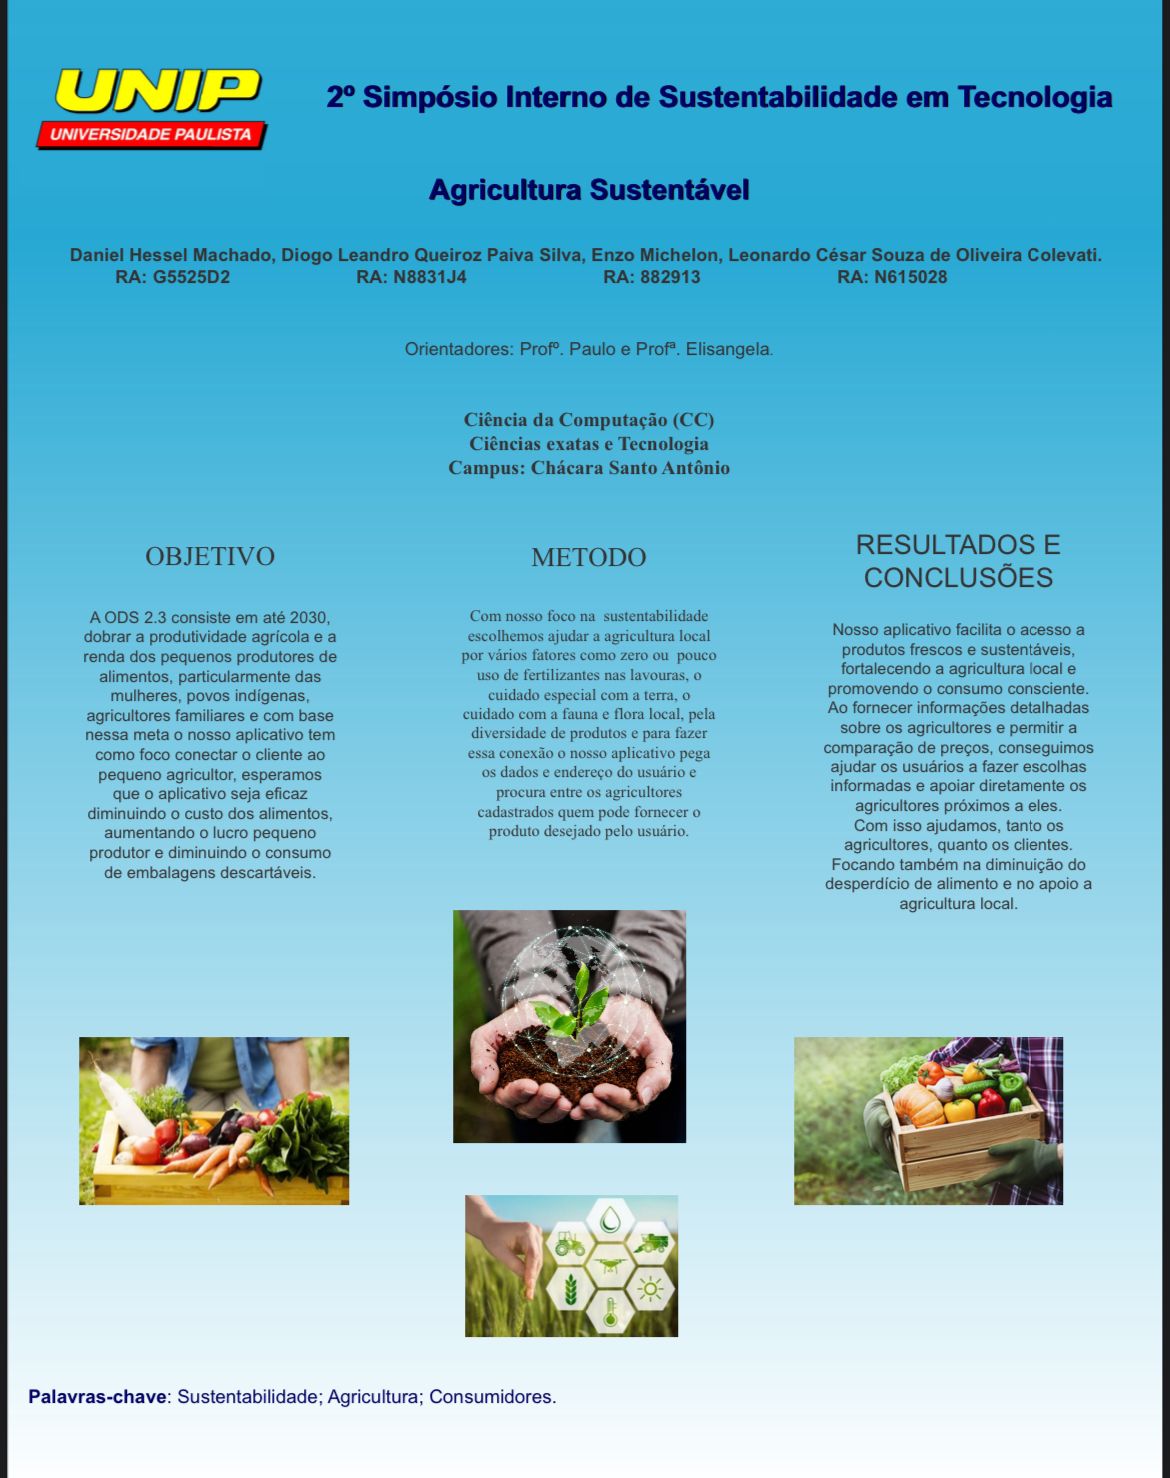 UNIP
UNIVERSIDADE PAULISTA
2º Simpósio Interno de Sustentabilidade em Tecnologia
Agricultura Sustentável
Daniel Hessel Machado, Diogo Leandro Queiroz Paiva Silva, Enzo Michelon, Leonardo César Souza de Oliveira Colevati.
RA: G5525D2 RA: N8831J4 RA: 882913 RA: N615028
Orientadores: Profº. Paulo e Profª. Elisangela.
Ciência da Computação (CC)
Ciências exatas e Tecnologia
Campus: Chácara Santo Antônio
OBJETIVO
A ODS 2.3 consiste em até 2030,
dobrar a produtividade agrícola e a
renda dos pequenos produtores de
alimentos, particularmente das
mulheres, povos indígenas,
agricultores familiares e com base
nessa meta o nosso aplicativo tem
como foco conectar o cliente ao
pequeno agricultor, esperamos
que o aplicativo seja eficaz
diminuindo o custo dos alimentos,
aumentando o lucro pequeno
produtor e diminuindo o consumo
de embalagens descartáveis.
METODO
Com nosso foco na sustentabilidade
escolhemos ajudar a agricultura local
por vários fatores como zero ou pouco
uso de fertilizantes nas lavouras, o
cuidado especial com a terra, o
cuidado com a fauna e flora local, pela
diversidade de produtos e para fazer
essa conexão o nosso aplicativo pega
os dados e endereço do usuário e
procura entre os agricultores
cadastrados quem pode fornecer o
produto desejado pelo usuário.
RESULTADOS E
CONCLUSÕES
Nosso aplicativo facilita o acesso a
produtos frescos e sustentáveis,
fortalecendo a agricultura local e
promovendo o consumo consciente.
Ao fornecer informações detalhadas
sobre os agricultores e permitir a
comparação de preços, conseguimos
ajudar os usuários a fazer escolhas
informadas e apoiar diretamente os
agricultores próximos a eles.
Com isso ajudamos, tanto os
agricultores, quanto os clientes.
Focando também na diminuição do
desperdício de alimento e no apoio a
agricultura local.
Palavras-chave: Sustentabilidade; Agricultura; Consumidores.